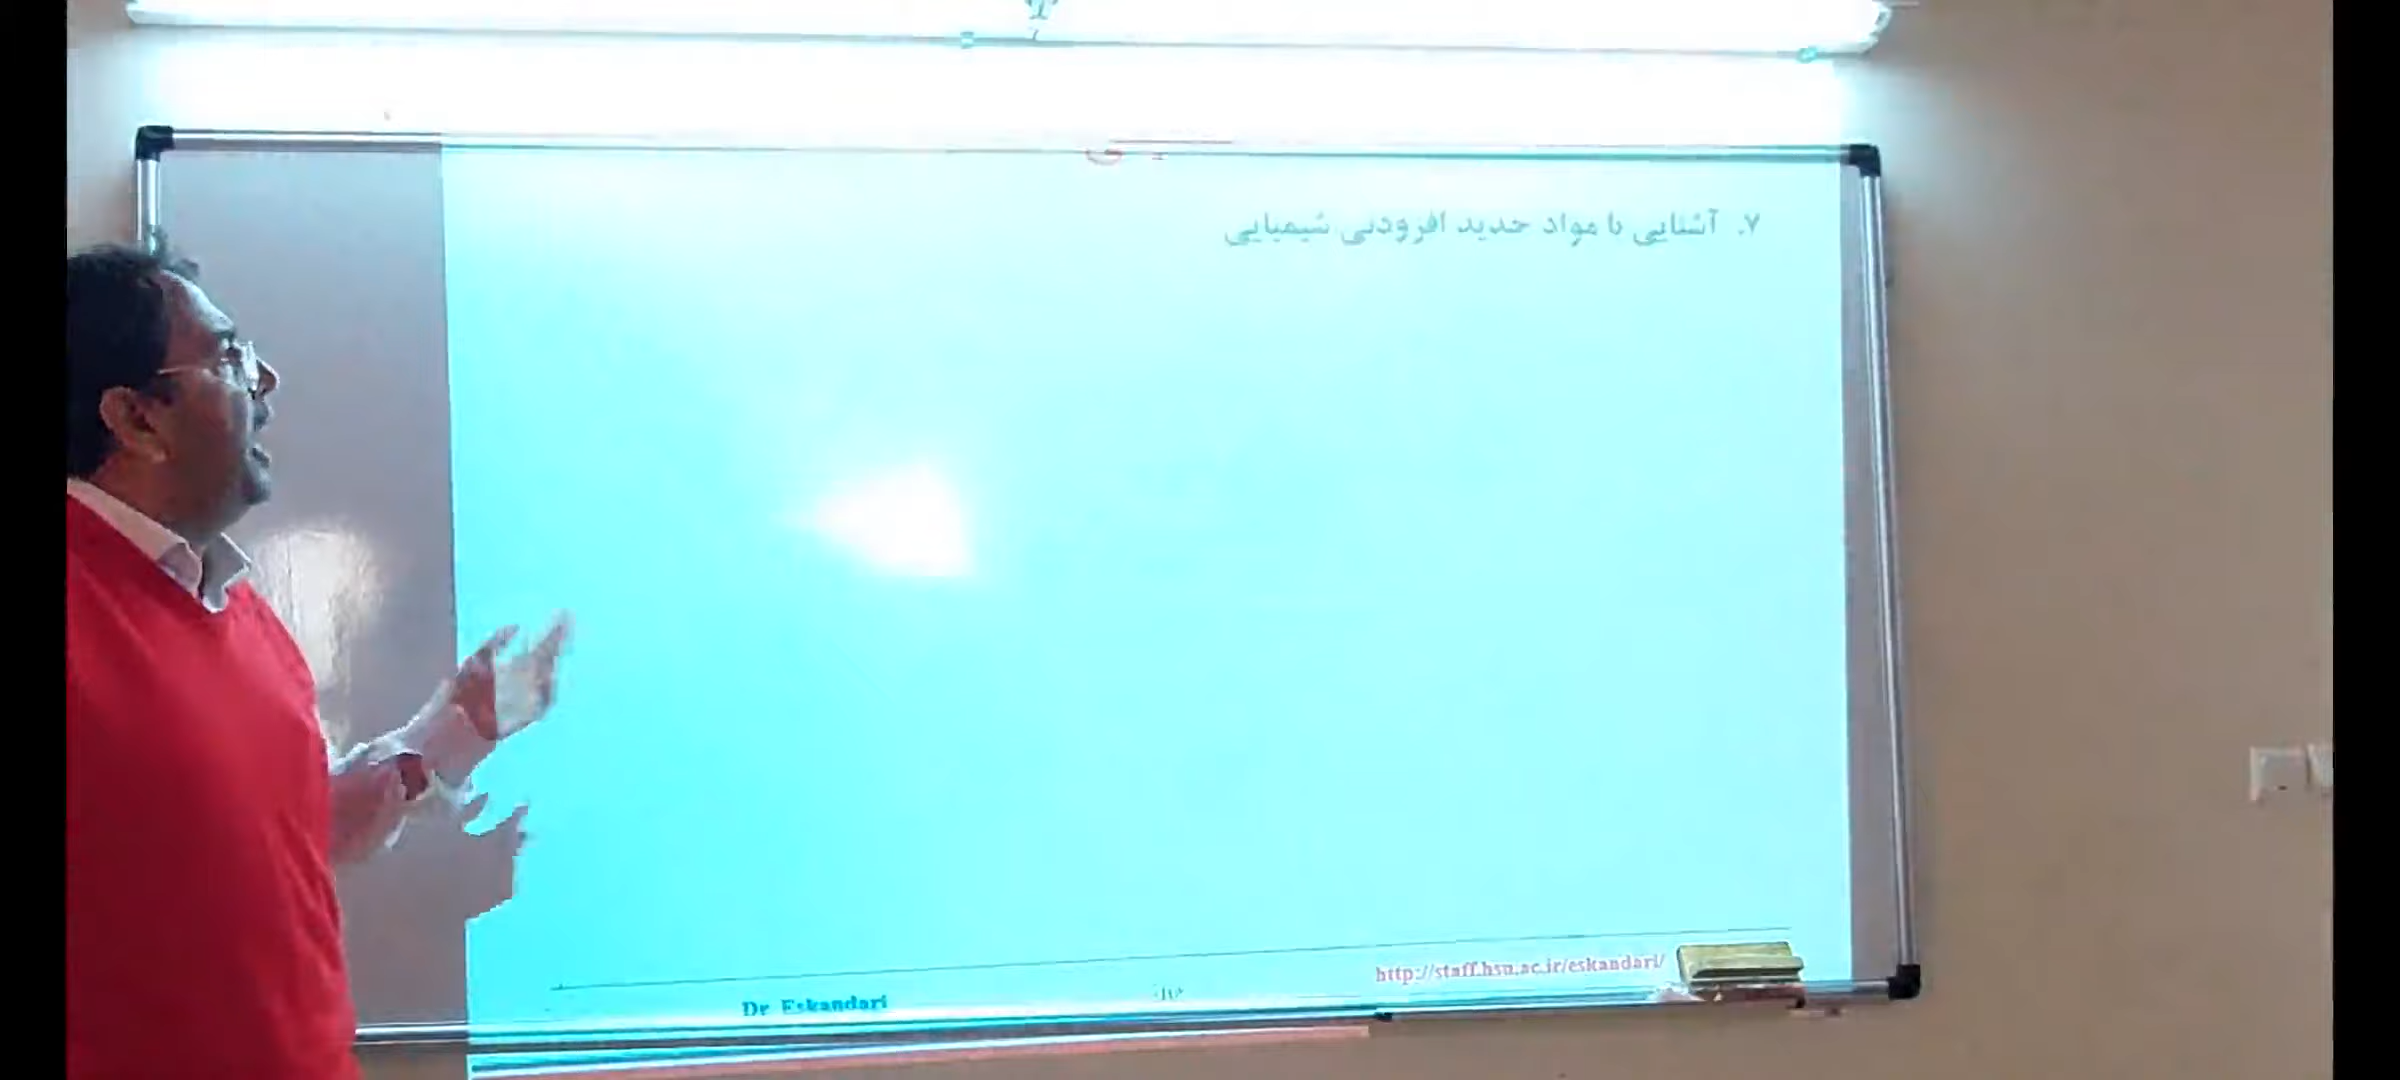 ۷. آشنایی با مواد جدید افزودنی شیمیایی
http://staff.hsu.ac.ir/eskandari/
Dr. Eskandari